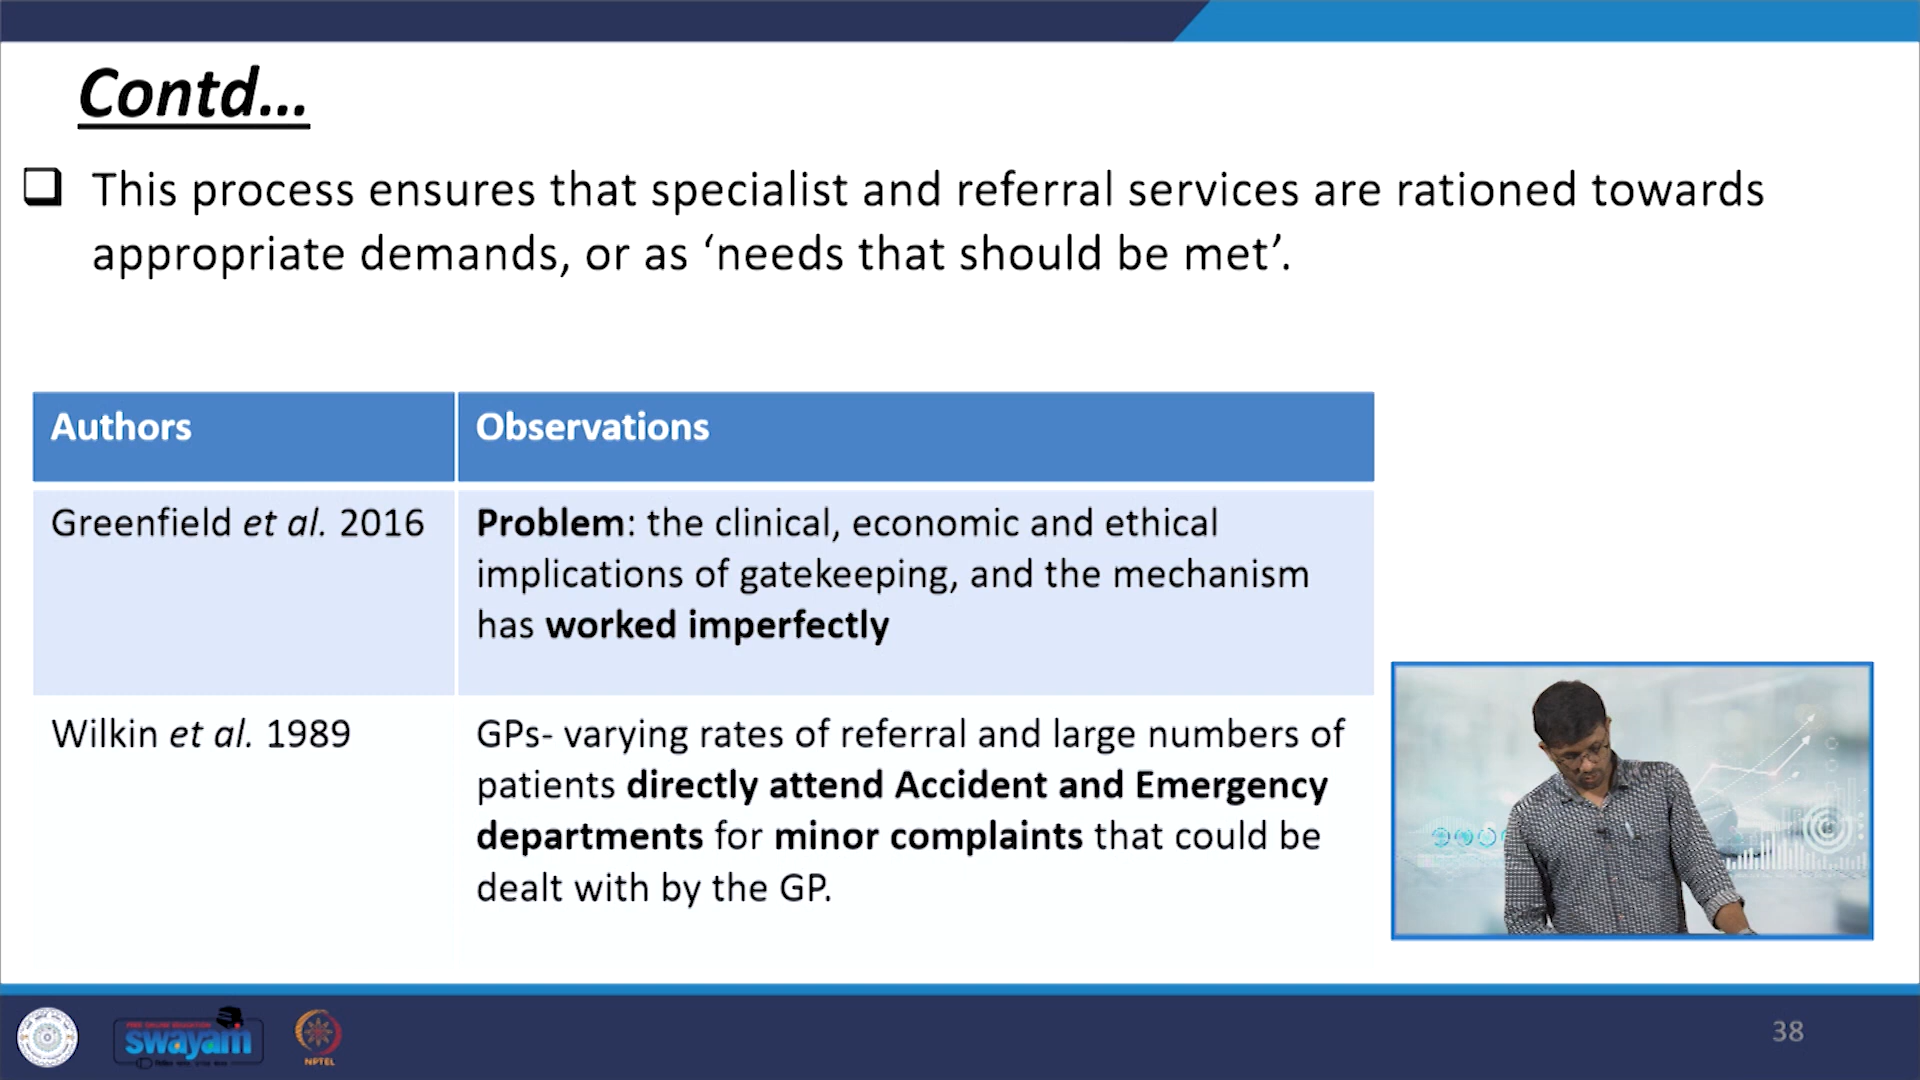 Contd...
This process ensures that specialist and referral services are rationed towards
appropriate demands, or as ‘needs that should be met’.
Authors
Observations
Greenfield et al. 2016
Problem: the clinical, economic and ethical
implications of gatekeeping, and the mechanism
has worked imperfectly
Wilkin et al. 1989
GPs- varying rates of referral and large numbers of
patients directly attend Accident and Emergency
departments for minor complaints that could be
dealt with by the GP.
FREE ONLINE EDUCATION
swayam
NPTEL
38